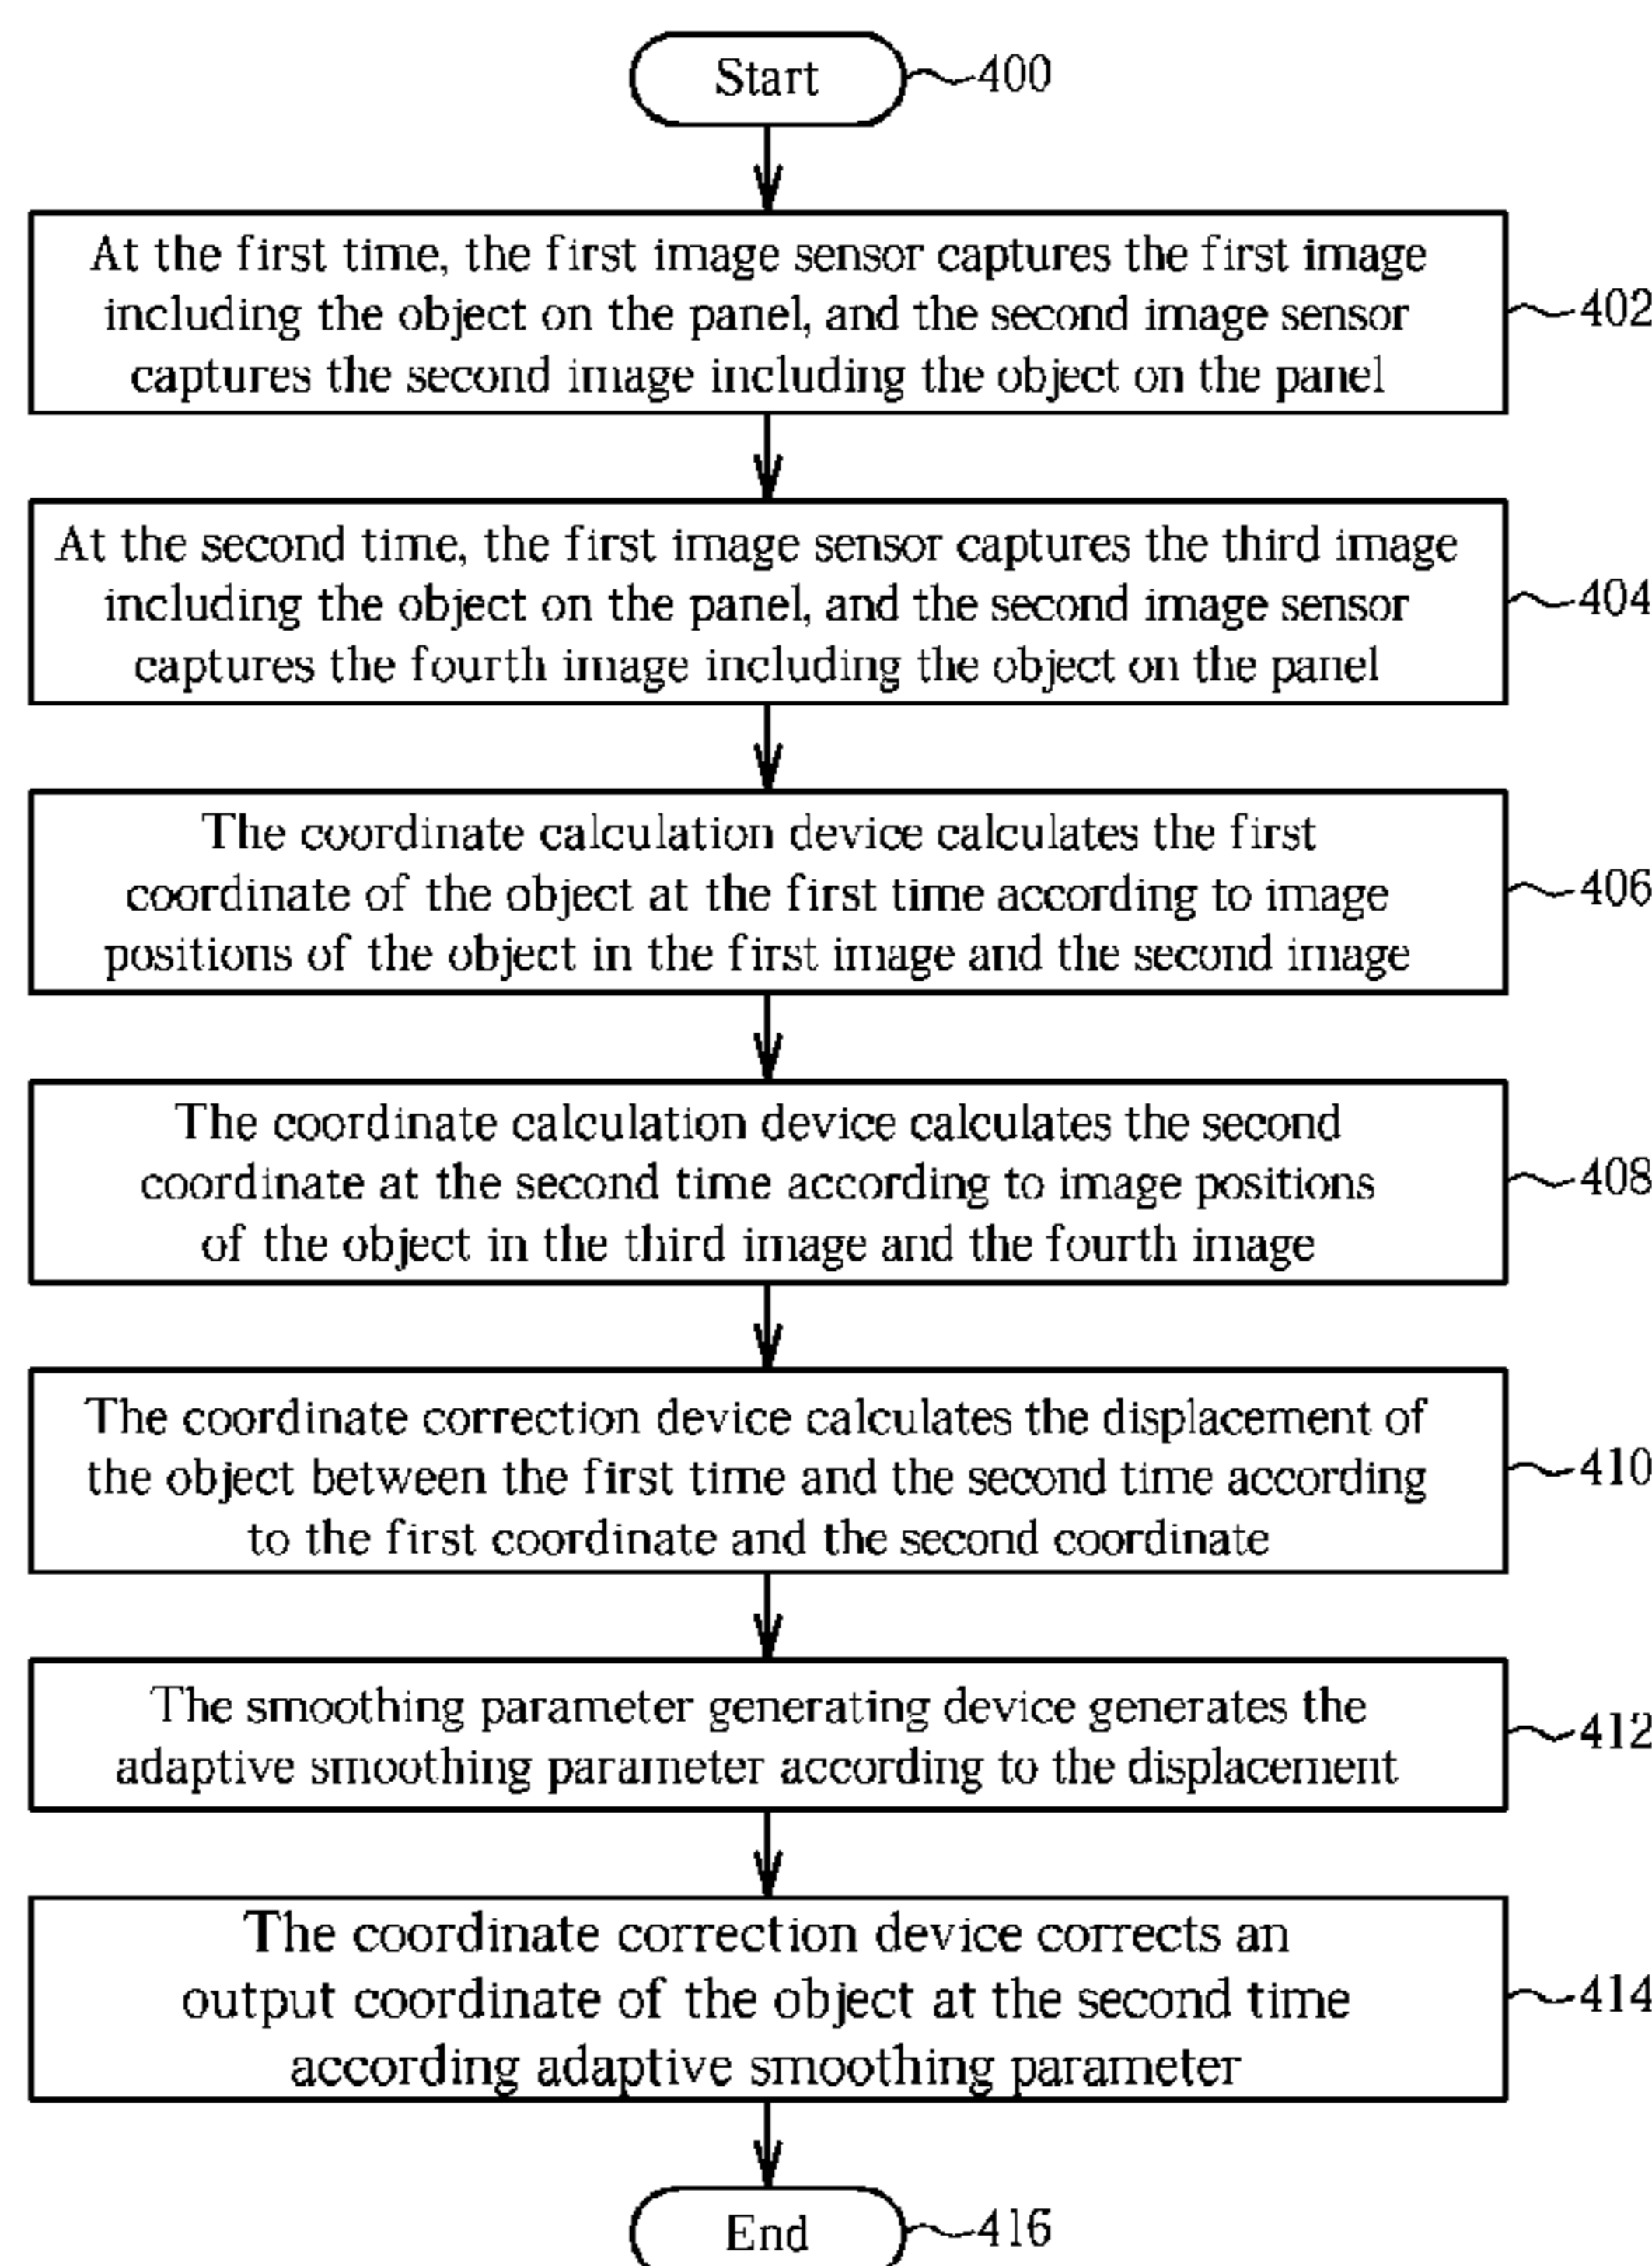 Start 400
At the first time, the first image sensor captures the first image
including the object on the panel, and the second image sensor
captures the second image including the object on the panel
402
At the second time, the first image sensor captures the third image
including the object on the panel, and the second image sensor
captures the fourth image including the object on the panel
404
The coordinate calculation device calculates the first
coordinate of the object at the first time according to image
positions of the object in the first image and the second image
406
The coordinate calculation device calculates the second
coordinate at the second time according to image positions
of the object in the third image and the fourth image
408
The coordinate correction device calculates the displacement of
the object between the first time and the second time according
to the first coordinate and the second coordinate
410
The smoothing parameter generating device generates the
adaptive smoothing parameter according to the displacement
412
The coordinate correction device corrects an
output coordinate of the object at the second time
according adaptive smoothing parameter
414
End 416